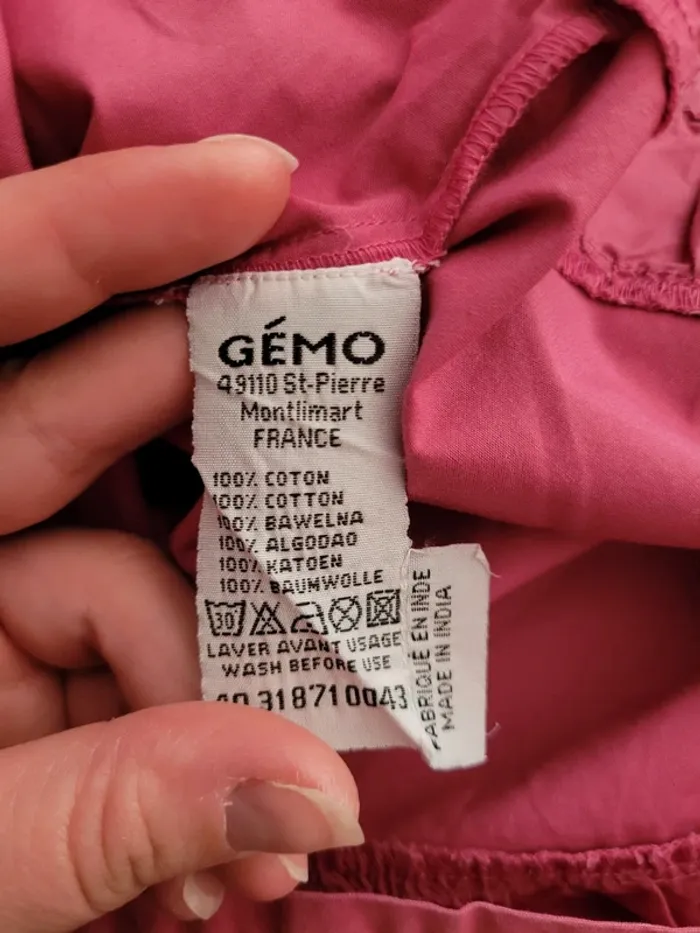 GÉMO
49110 St-Pierre
Montlimart
FRANCE
100% COTON
100% COTTON
100% BAWELNA
100% ALGODAO
100% KATOEN
100% BAUMWOLLE
30°
LAVER AVANT USAGE
WASH BEFORE USE
318710043
FABRIQUÉ EN INDE
MADE IN INDIA